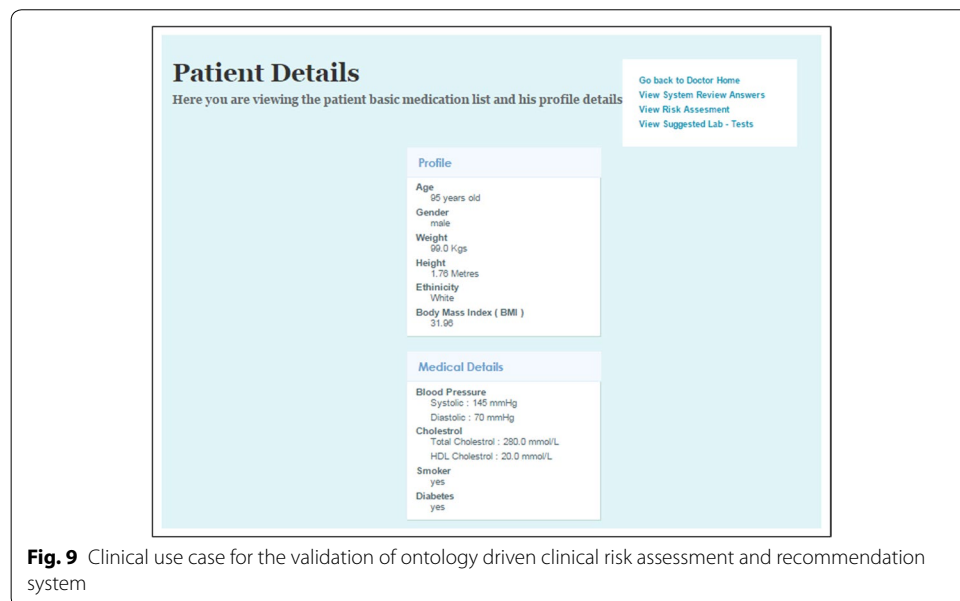 Patient Details
Here you are viewing the patient basic medication list and his profile details
Go back to Doctor Home
View System Review Answers
View Risk Assesment
View Suggested Lab - Tests
Profile
Age
95 years old
Gender
male
Weight
99.0 Kgs
Height
1.76 Metres
Ethinicity
White
Body Mass Index ( BMI )
31.96
Medical Details
Blood Pressure
Systolic : 145 mmHg
Diastolic : 70 mmHg
Cholestrol
Total Cholestrol : 280.0 mmol/L
HDL Cholestrol : 20.0 mmol/L
Smoker
yes
Diabetes
yes
Fig. 9 Clinical use case for the validation of ontology driven clinical risk assessment and recommendation
system